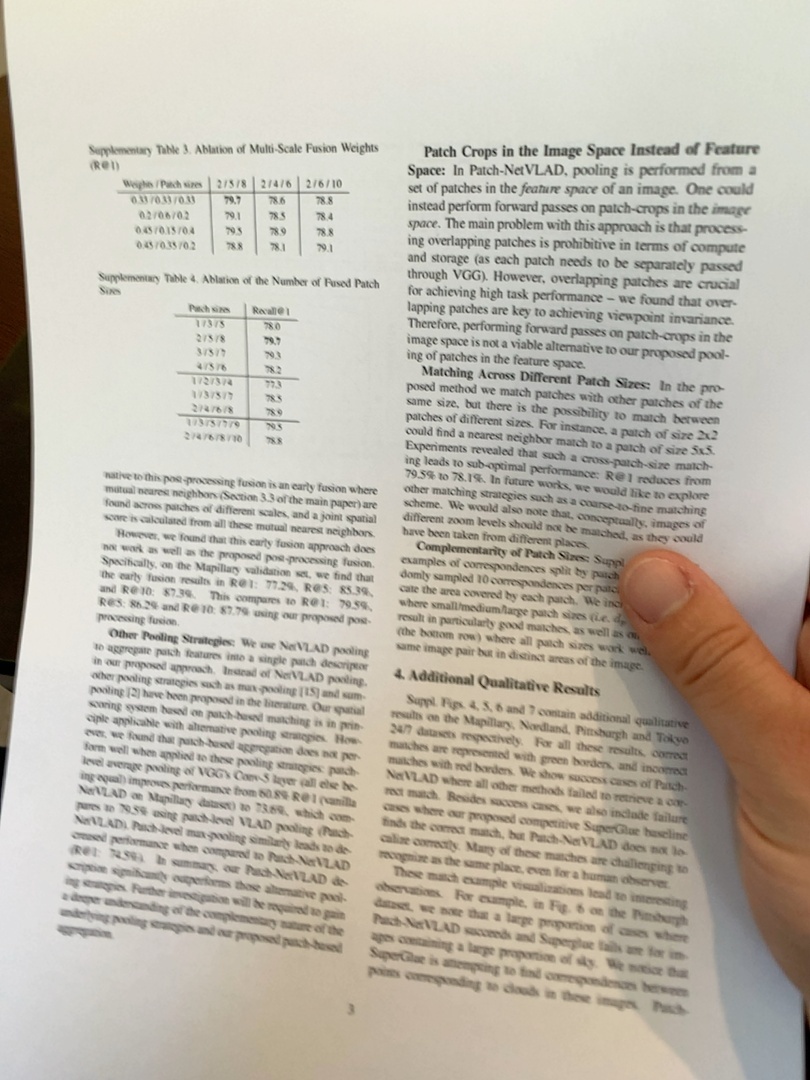 Supplementary Table 3. Ablation of Multi-Scale Fusion Weights
(R@1)
Weights / Patch sizes 2/5/8 2/4/6 2/6/10
0.33 / 0.33 / 0.33 79.7 78.6 78.8
0.2 / 0.6 / 0.2 79.1 78.5 78.4
0.45 / 0.15 / 0.4 79.5 78.9 78.8
0.45 / 0.35 / 0.2 78.8 78.1 79.1
Supplementary Table 4. Ablation of the Number of Fused Patch
Sizes
Patch sizes Recall@1
1/3/5 78.0
2/5/8 79.7
3/5/7 79.3
4/5/6 78.2
1/2/3/4 77.3
1/3/5/7 78.5
2/4/6/8 78.9
1/3/5/7/9 79.5
2/4/6/8/10 78.8
native to this post-processing fusion is an early fusion where
mutual nearest neighbors (Section 3.3 of the main paper) are
found across patches of different scales, and a joint spatial
score is calculated from all these mutual nearest neighbors.
However, we found that this early fusion approach does
not work as well as the proposed post-processing fusion.
Specifically, on the Mapillary validation set, we find that
the early fusion results in R@1: 77.2%, R@5: 85.3%,
and R@10: 87.3%. This compares to R@1: 79.5%,
R@5: 86.2% and R@10: 87.7% using our proposed post-
processing fusion.
Other Pooling Strategies: We use NetVLAD pooling
to aggregate patch features into a single patch descriptor
in our proposed approach. Instead of NetVLAD pooling,
other pooling strategies such as max-pooling [15] and sum-
pooling [2] have been proposed in the literature. Our spatial
scoring system based on patch-based matching is in prin-
ciple applicable with alternative pooling strategies. How-
ever, we found that patch-based aggregation does not per-
form well when applied to these pooling strategies: patch-
level average pooling of VGG's Conv-5 layer (all else be-
ing equal) improves performance from 60.8% R@1 (vanilla
NetVLAD on Mapillary dataset) to 73.6%, which com-
pares to 79.5% using patch-level VLAD pooling (Patch-
NetVLAD). Patch-level max-pooling similarly leads to de-
creased performance when compared to Patch-NetVLAD
(R@1: 74.5%). In summary, our Patch-NetVLAD de-
scription significantly outperforms those alternative pool-
ing strategies. Further investigation will be required to gain
a deeper understanding of the complementary nature of the
underlying pooling strategies and our proposed patch-based
aggregation.
Patch Crops in the Image Space Instead of Feature
Space: In Patch-NetVLAD, pooling is performed from a
set of patches in the feature space of an image. One could
instead perform forward passes on patch-crops in the image
space. The main problem with this approach is that process-
ing overlapping patches is prohibitive in terms of compute
and storage (as each patch needs to be separately passed
through VGG). However, overlapping patches are crucial
for achieving high task performance – we found that over-
lapping patches are key to achieving viewpoint invariance.
Therefore, performing forward passes on patch-crops in the
image space is not a viable alternative to our proposed pool-
ing of patches in the feature space.
Matching Across Different Patch Sizes: In the pro-
posed method we match patches with other patches of the
same size, but there is the possibility to match between
patches of different sizes. For instance, a patch of size 2x2
could find a nearest neighbor match to a patch of size 5x5.
Experiments revealed that such a cross-patch-size match-
ing leads to sub-optimal performance: R@1 reduces from
79.5% to 78.1%. In future works, we would like to explore
other matching strategies such as a coarse-to-fine matching
scheme. We would also note that, conceptually, images of
different zoom levels should not be matched, as they could
have been taken from different places.
Complementarity of Patch Sizes: Suppl
examples of correspondences split by patch
domly sampled 10 correspondences per patc
cate the area covered by each patch. We inc
where small/medium/large patch sizes (i.e. dp
result in particularly good matches, as well as
(the bottom row) where all patch sizes work
same image pair but in distinct areas of the image.
4. Additional Qualitative Results
Suppl. Figs. 4, 5, 6 and 7 contain additional qualitative
results on the Mapillary, Nordland, Pittsburgh and Tokyo
24/7 datasets respectively. For all these results, correct
matches are represented with green borders, and incorrect
matches with red borders. We show success cases of Patch-
NetVLAD where all other methods failed to retrieve a cor-
rect match. Besides success cases, we also include failure
cases where our proposed competitive SuperGlue baseline
finds the correct match, but Patch-NetVLAD does not lo-
calize correctly. Many of these matches are challenging to
recognize as the same place, even for a human observer.
These match example visualizations lead to interesting
observations. For example, in Fig. 6 on the Pittsburgh
dataset, we note that a large proportion of cases where
Patch-NetVLAD succeeds and Superglue fails are for im-
ages containing a large proportion of sky. We notice that
SuperGlue is attempting to find correspondences between
points corresponding to clouds in these images. Patch-
3